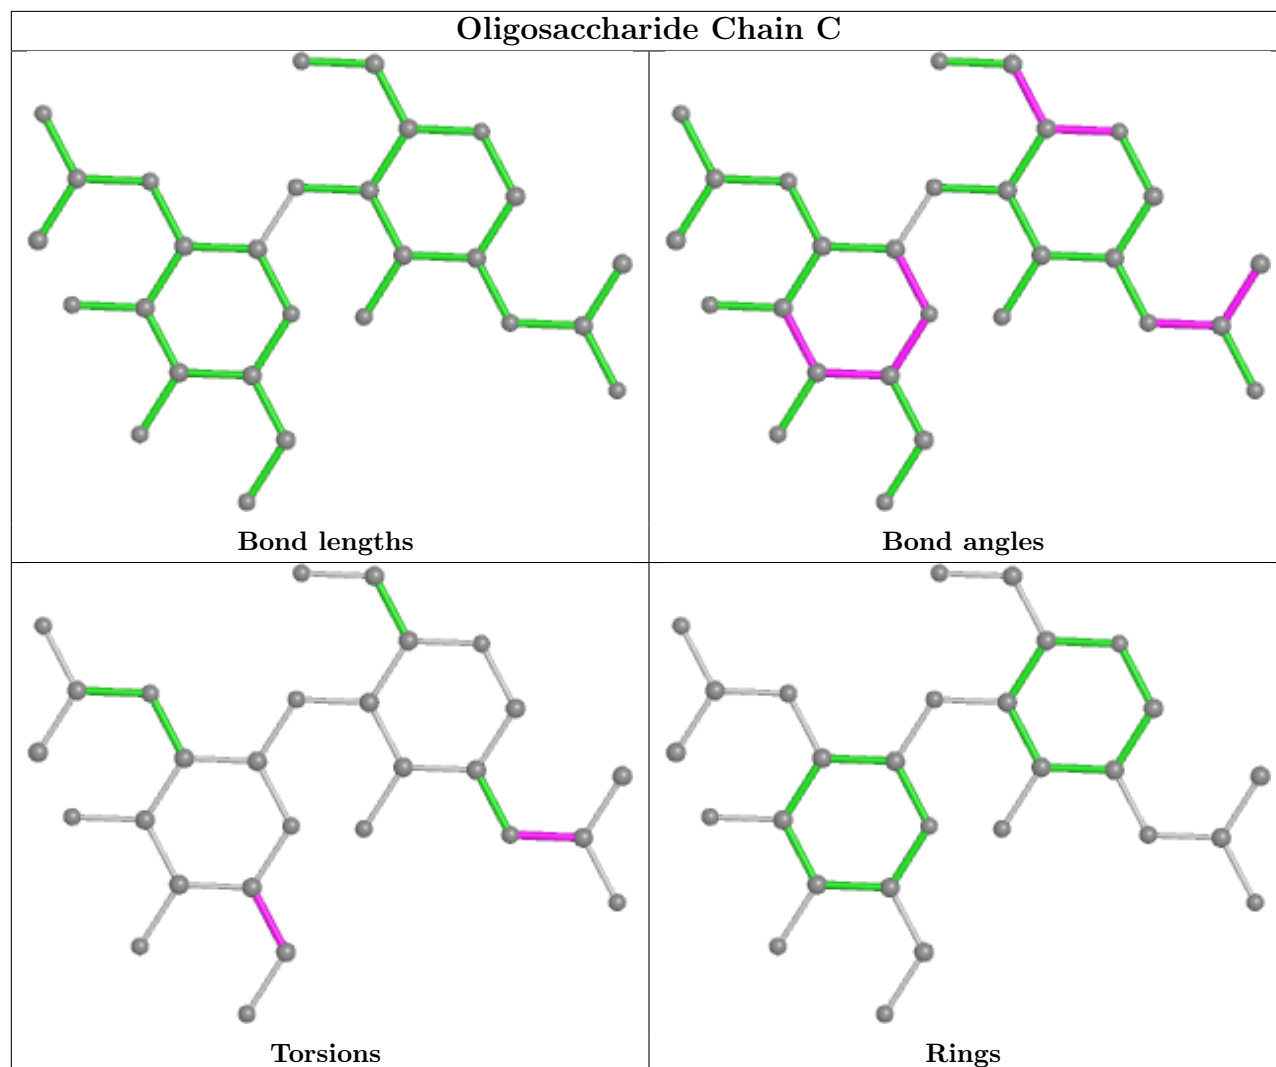 Oligosaccharide Chain C
Bond lengths
Bond angles
Torsions
Rings